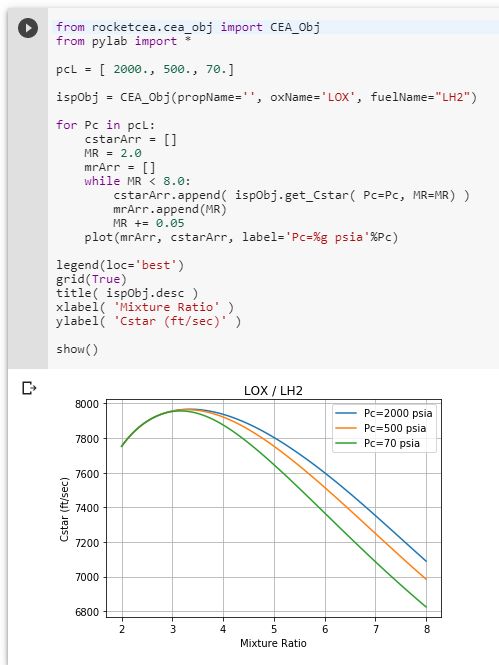 from rocketcea.cea_obj import CEA_Obj
from pylab import *
pcL = [ 2000., 500., 70.]
ispObj = CEA_Obj(propName='', oxName='LOX', fuelName="LH2")
for Pc in pcL:
    cstarArr = []
    MR = 2.0
    mrArr = []
    while MR < 8.0:
        cstarArr.append( ispObj.get_Cstar( Pc=Pc, MR=MR) )
        mrArr.append(MR)
        MR += 0.05
    plot(mrArr, cstarArr, label='Pc=%g psia'%Pc)
legend(loc='best')
grid(True)
title( ispObj.desc )
xlabel( 'Mixture Ratio' )
ylabel( 'Cstar (ft/sec)' )
show()
LOX / LH2
Pc=2000 psia
Pc=500 psia
Pc=70 psia
8000
7800
7600
7400
7200
7000
6800
Cstar (ft/sec)
2 3 4 5 6 7 8
Mixture Ratio